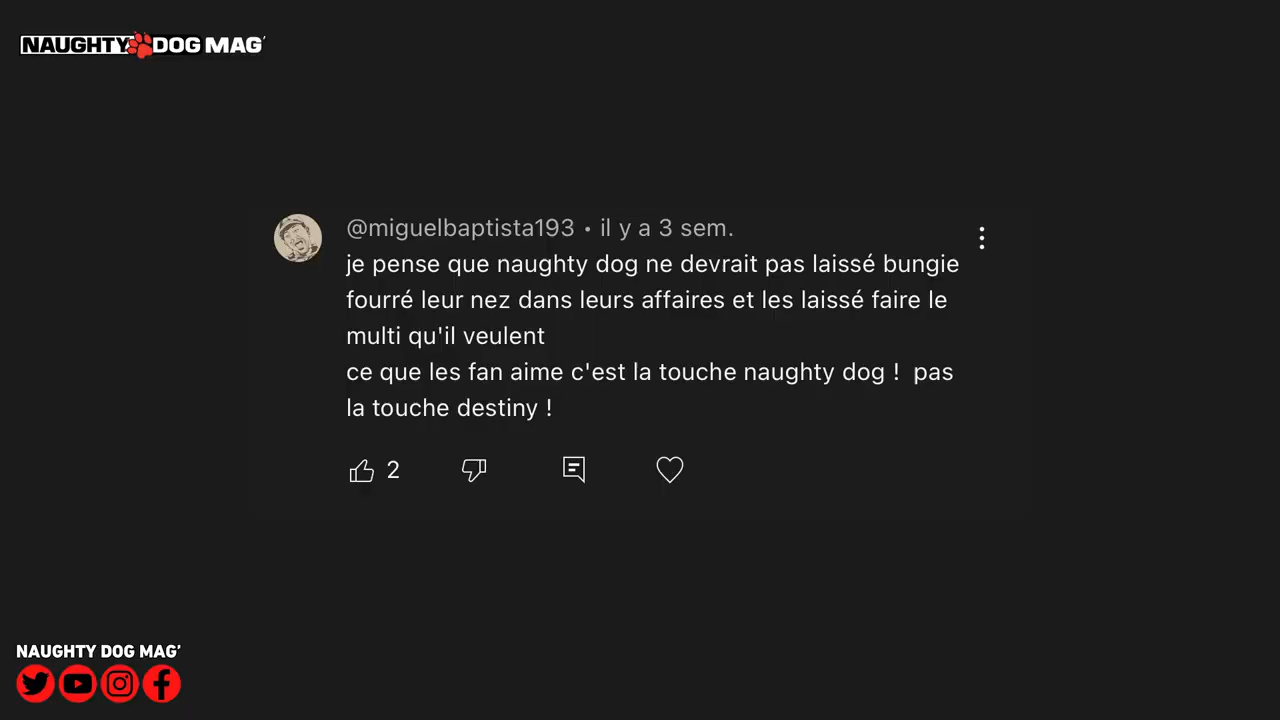 NAUGHTY DOG MAG'
@miguelbaptista193 • il y a 3 sem.
je pense que naughty dog ne devrait pas laissé bungie
fourré leur nez dans leurs affaires et les laissé faire le
multi qu'il veulent
ce que les fan aime c'est la touche naughty dog !  pas
la touche destiny !
2
NAUGHTY DOG MAG'